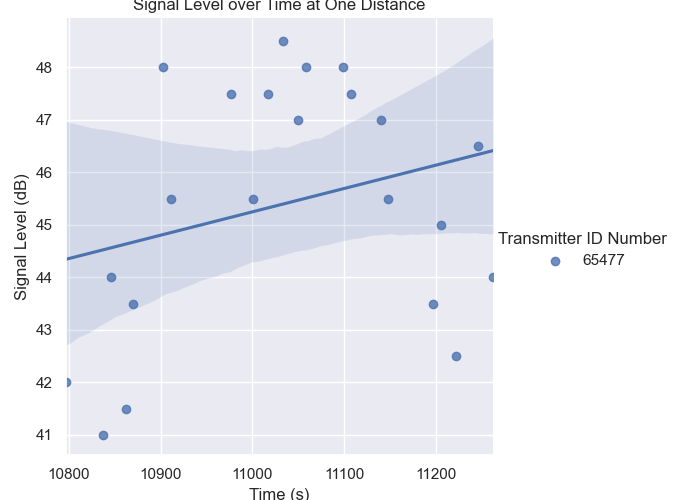 Signal Level over Time at One Distance
48
47
46
45
44
43
42
41
Signal Level (dB)
10800 10900 11000 11100 11200
Time (s)
Transmitter ID Number
65477